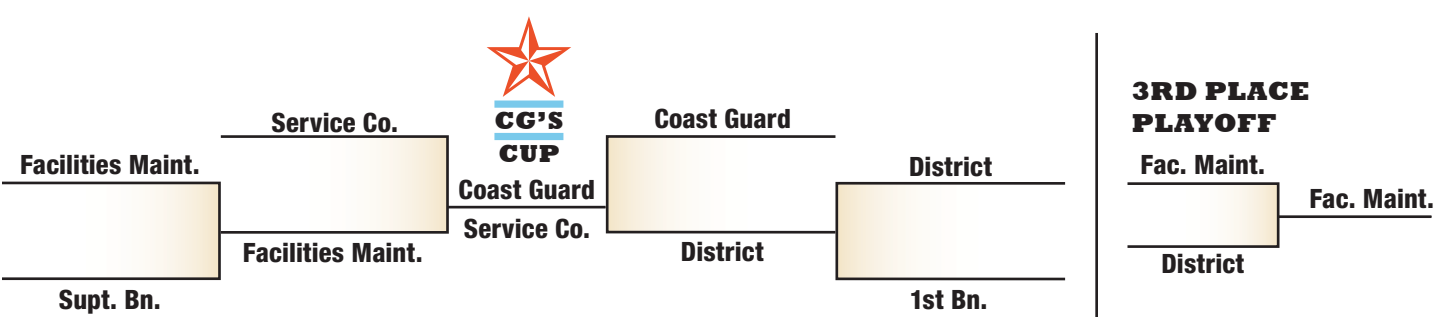 Facilities Maint.
Supt. Bn.
Service Co.
Facilities Maint.
CG'S
CUP
Coast Guard
Service Co.
Coast Guard
District
District
1st Bn.
3RD PLACE
PLAYOFF
Fac. Maint.
District
Fac. Maint.